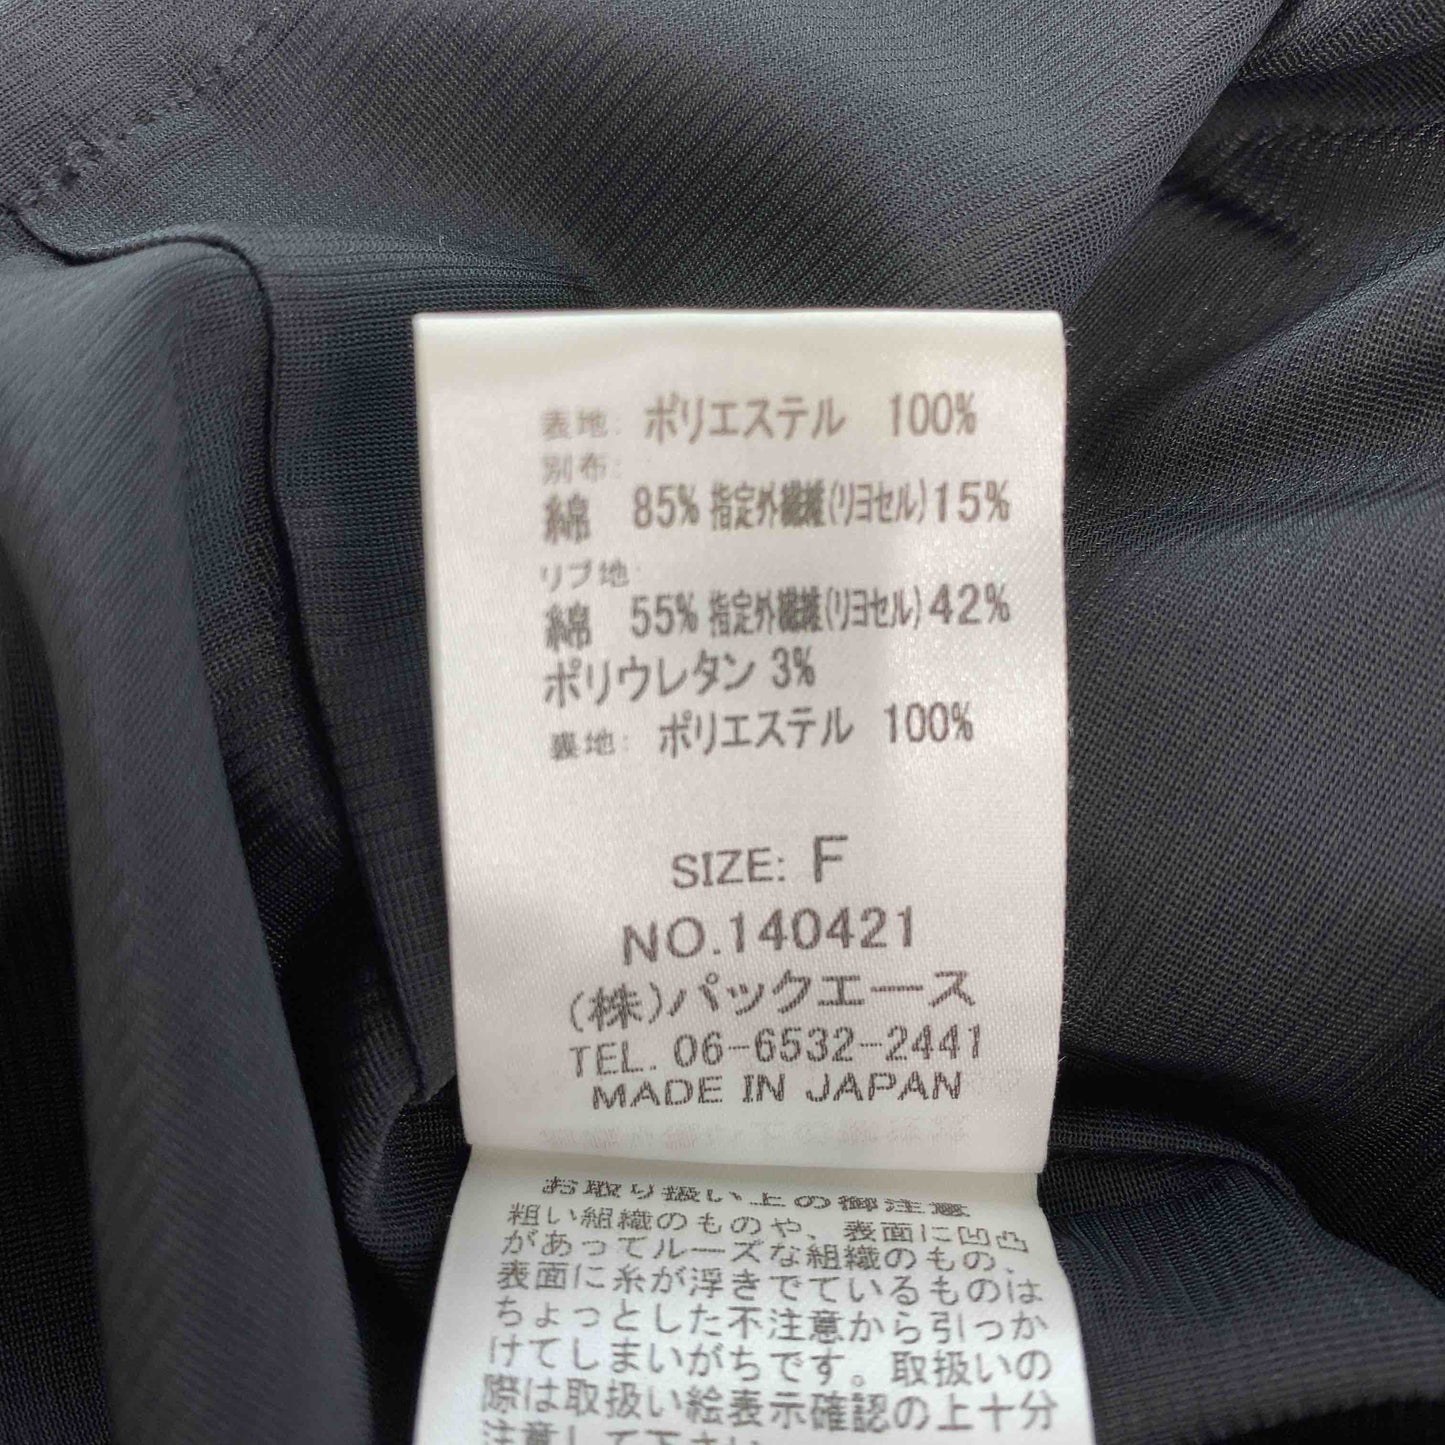 表地: ポリエステル 100%
別布:
綿 85% 指定外繊維(リヨセル)15%
リブ地:
綿 55% 指定外繊維(リヨセル)42%
ポリウレタン 3%
裏地: ポリエステル 100%
SIZE: F
NO.140421
(株)パックエース
TEL. 06-6532-2441
MADE IN JAPAN
お取り扱い上の御注意
粗い組織のものや、表面に凹凸
があってルーズな組織のもの、
表面に糸が浮きでているものは
ちょっとした不注意から引っか
けてしまいがちです。取扱いの
際は取扱い絵表示確認の上十分
注意して下さい。